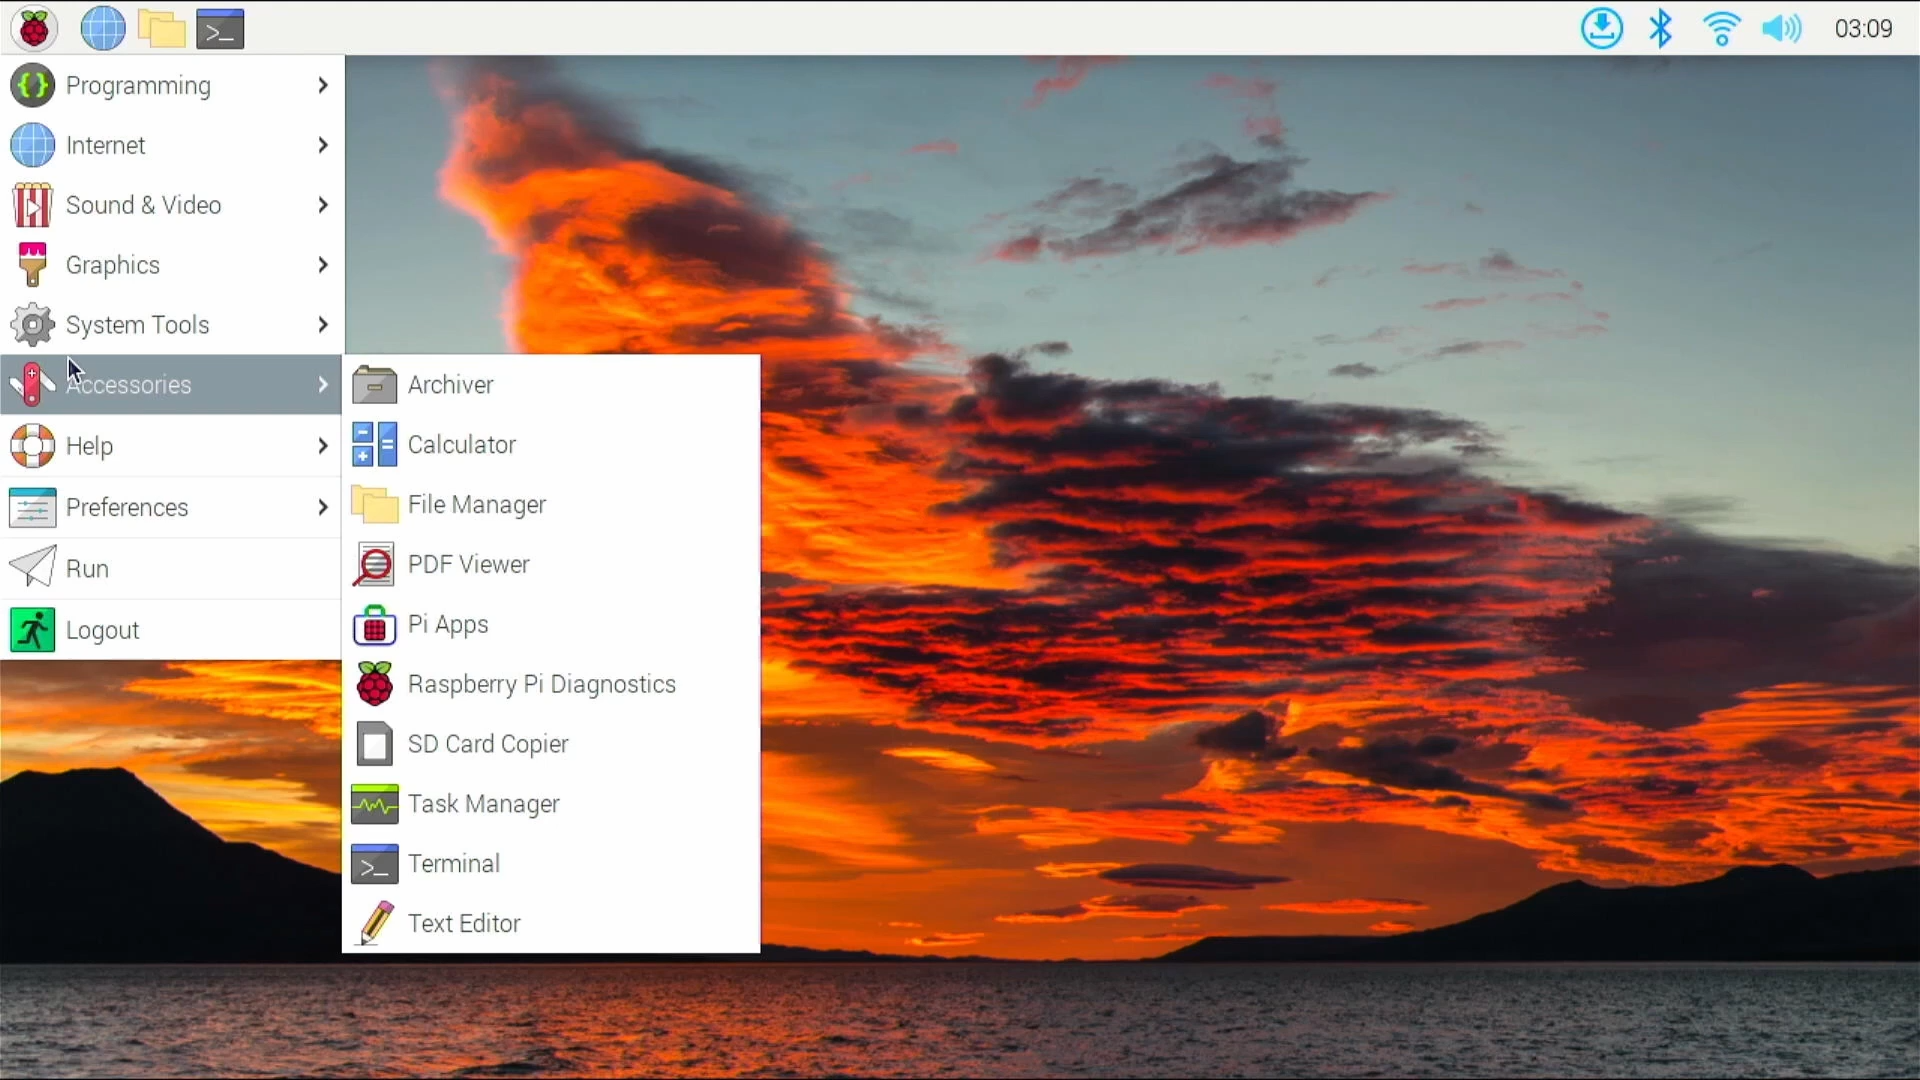 03:09
Programming
Internet
Sound & Video
Graphics
System Tools
Accessories
Help
Preferences
Run
Logout
Archiver
Calculator
File Manager
PDF Viewer
Pi Apps
Raspberry Pi Diagnostics
SD Card Copier
Task Manager
Terminal
Text Editor